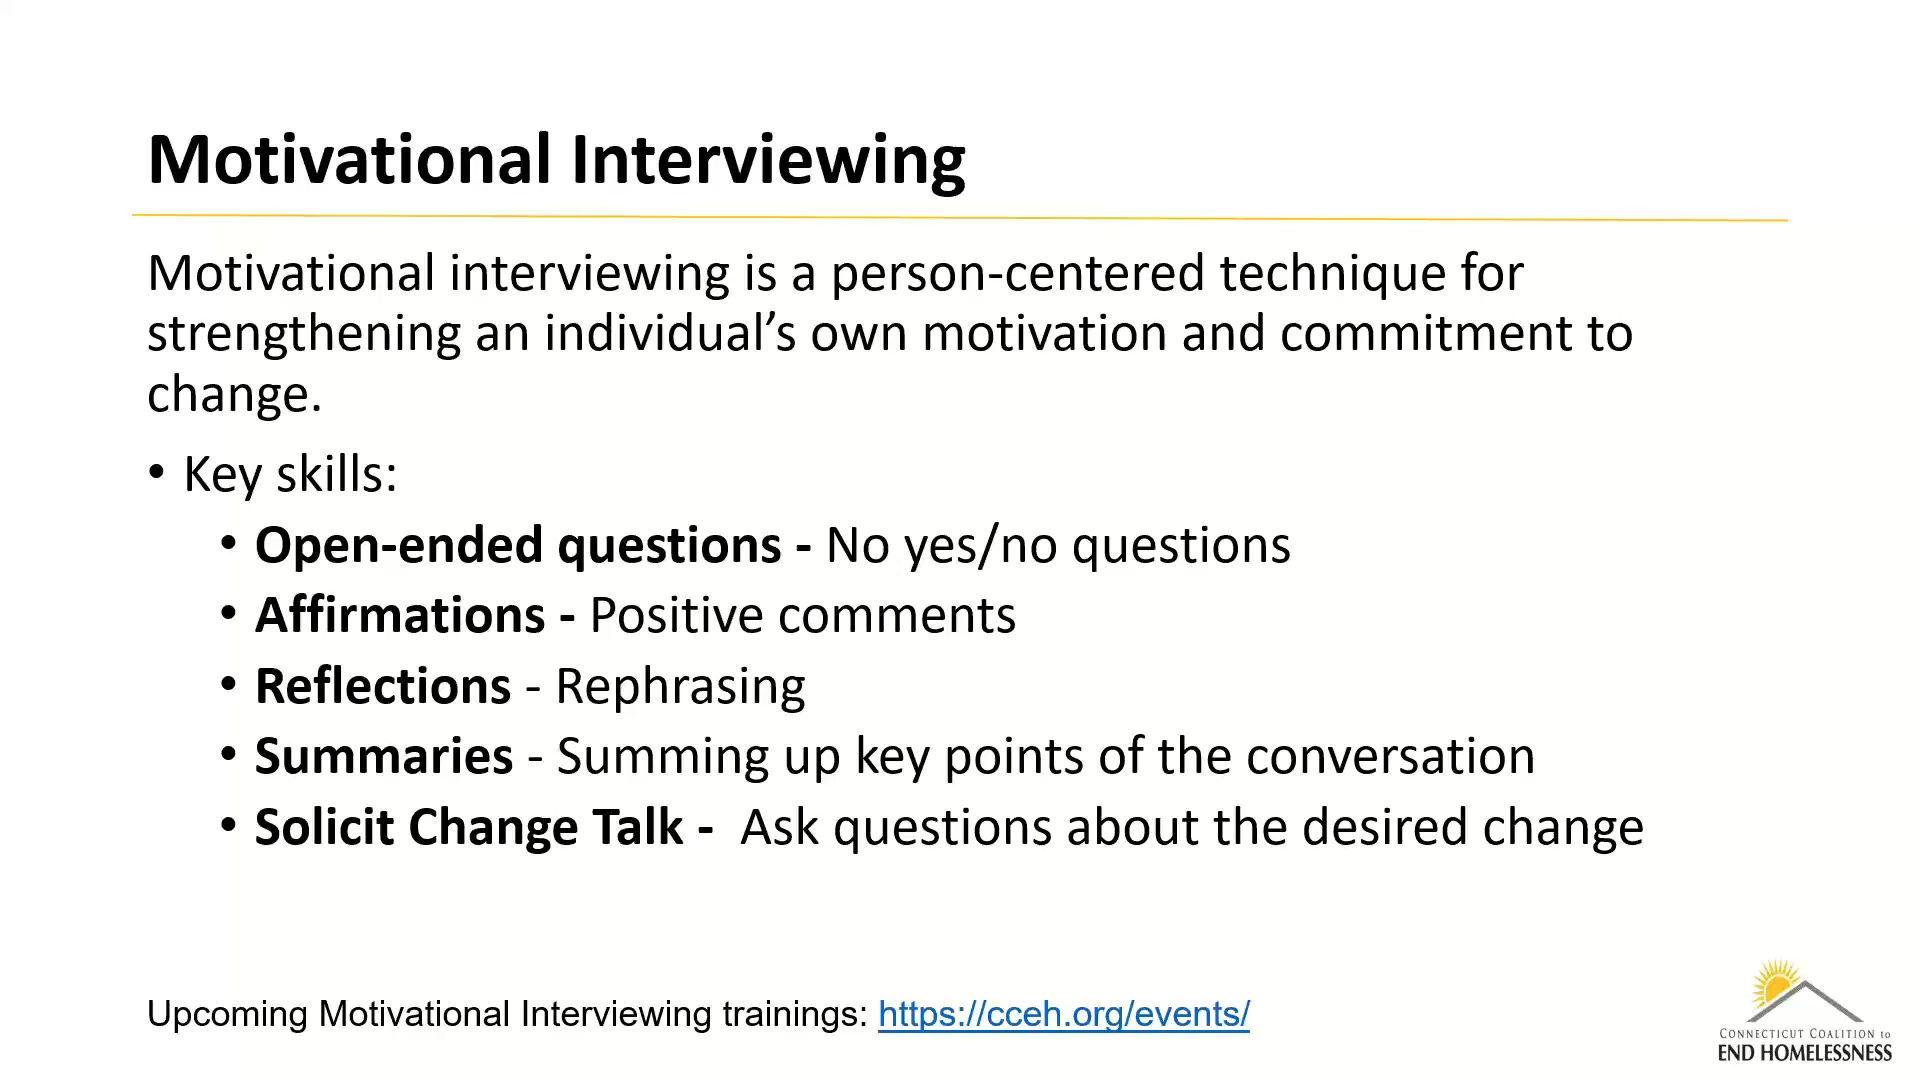 Motivational Interviewing
Motivational interviewing is a person-centered technique for
strengthening an individual’s own motivation and commitment to
change.
• Key skills:
• Open-ended questions - No yes/no questions
• Affirmations - Positive comments
• Reflections - Rephrasing
• Summaries - Summing up key points of the conversation
• Solicit Change Talk -  Ask questions about the desired change
Upcoming Motivational Interviewing trainings: https://cceh.org/events/
CONNECTICUT COALITION to
END HOMELESSNESS